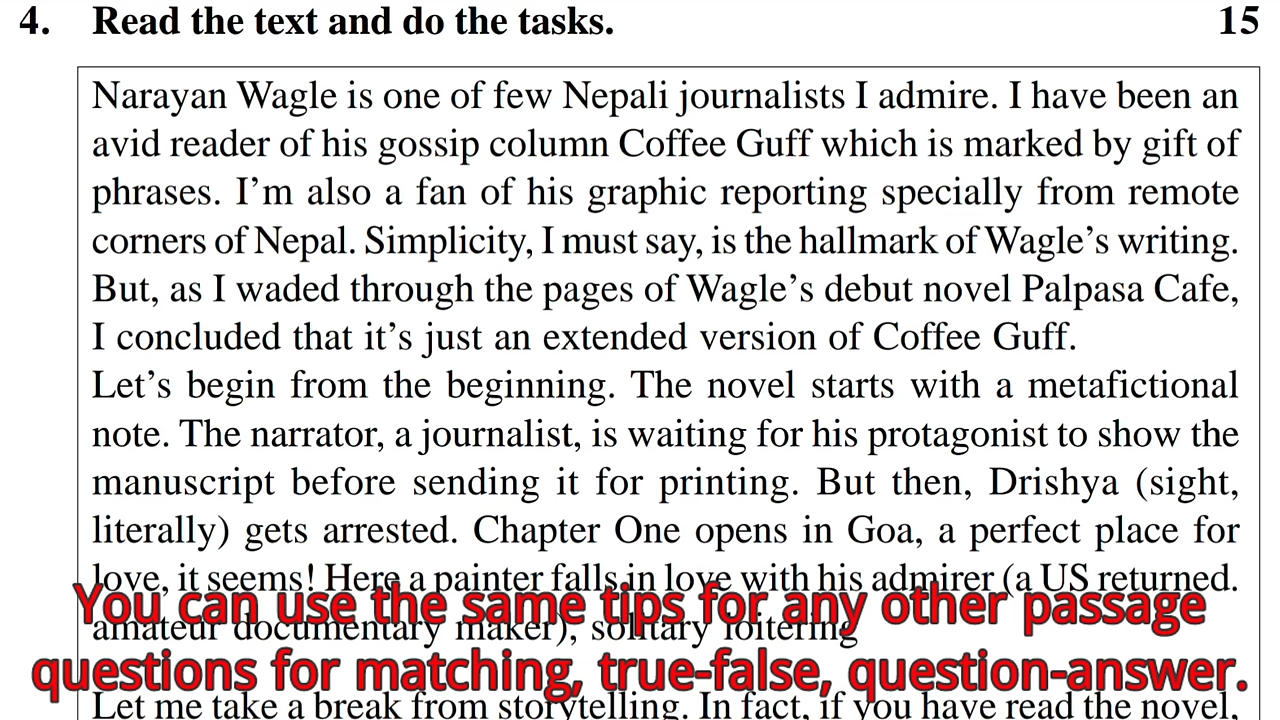 4. Read the text and do the tasks. 15
Narayan Wagle is one of few Nepali journalists I admire. I have been an
avid reader of his gossip column Coffee Guff which is marked by gift of
phrases. I'm also a fan of his graphic reporting specially from remote
corners of Nepal. Simplicity, I must say, is the hallmark of Wagle's writing.
But, as I waded through the pages of Wagle's debut novel Palpasa Cafe,
I concluded that it's just an extended version of Coffee Guff.
Let's begin from the beginning. The novel starts with a metafictional
note. The narrator, a journalist, is waiting for his protagonist to show the
manuscript before sending it for printing. But then, Drishya (sight,
literally) gets arrested. Chapter One opens in Goa, a perfect place for
love, it seems! Here a painter falls in love with his admirer (a US returned.
You can use the same tips for any other passage
amateur documentary maker), solitary loitering
questions for matching, true-false, question-answer.
Let me take a break from storytelling. In fact, if you have read the novel,